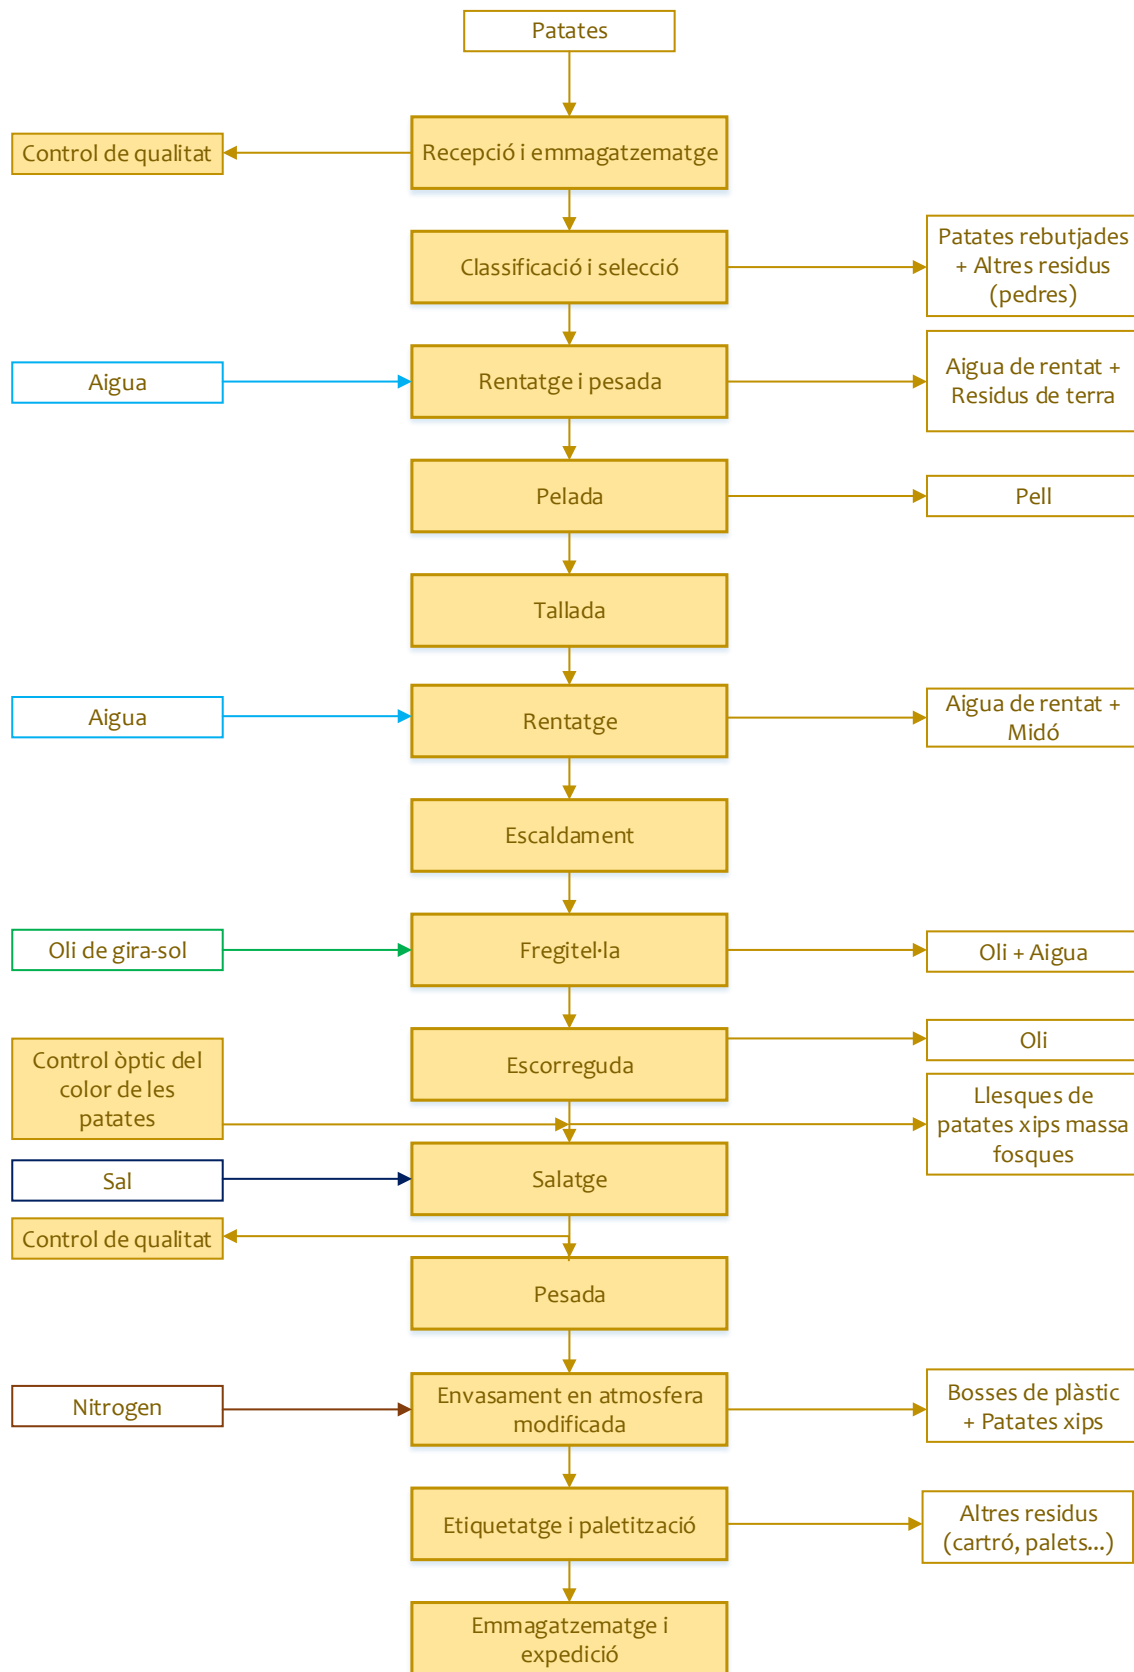 Patates
Control de qualitat
Recepció i emmagatzematge
Classificació i selecció
Patates rebutjades
+ Altres residus
(pedres)
Aigua
Rentatge i pesada
Aigua de rentat +
Residus de terra
Pelada
Pell
Tallada
Aigua
Rentatge
Aigua de rentat +
Midó
Escaldament
Oli de gira-sol
Fregitel·la
Oli + Aigua
Escorreguda
Oli
Control òptic del
color de les
patates
Llesques de
patates xips massa
fosques
Sal
Salatge
Control de qualitat
Pesada
Nitrogen
Envasament en atmosfera
modificada
Bosses de plàstic
+ Patates xips
Etiquetatge i paletització
Altres residus
(cartró, palets...)
Emmagatzematge i
expedició